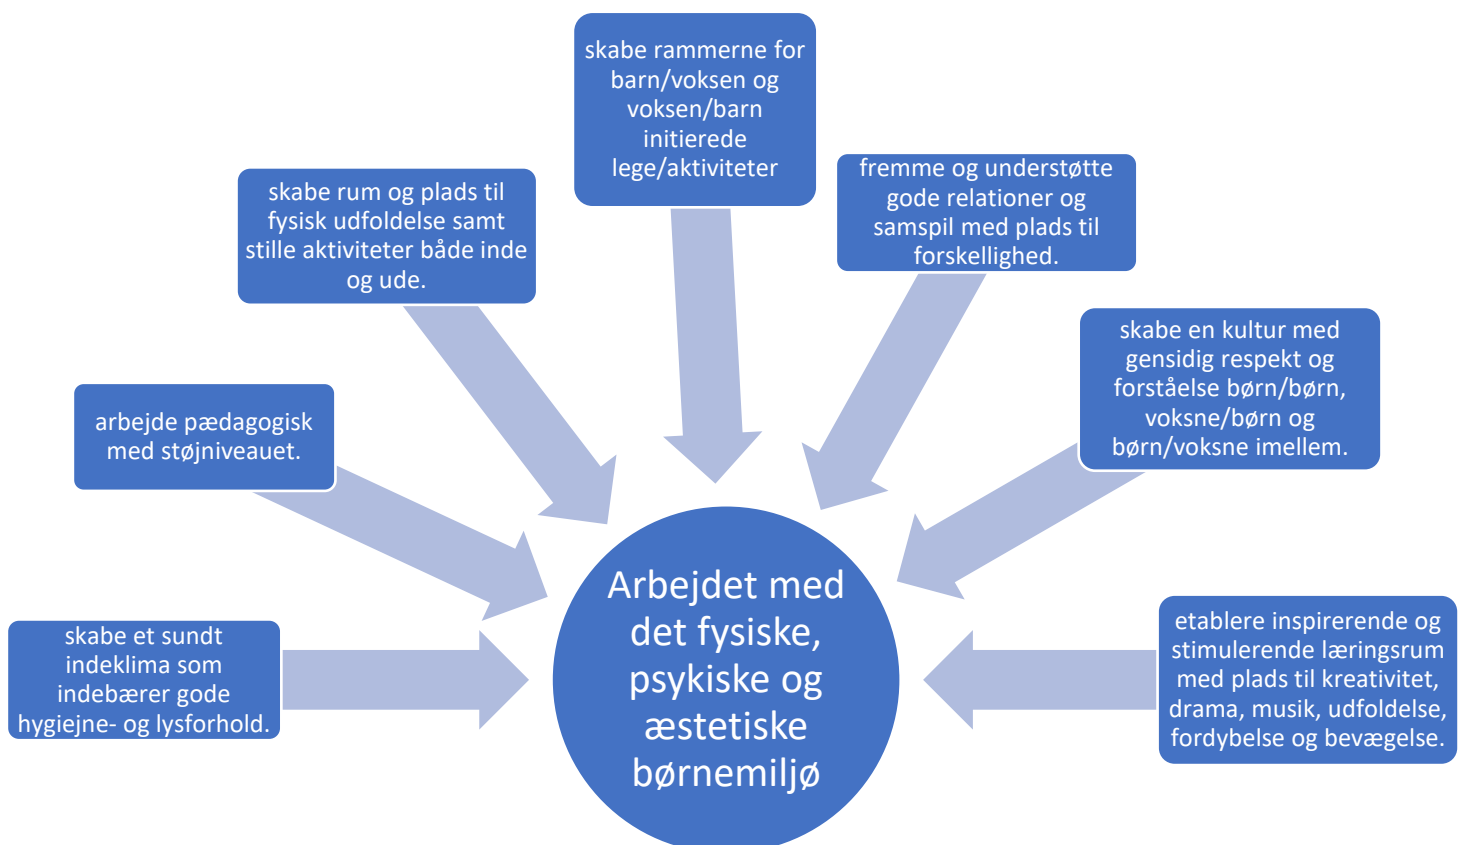 skabe rammerne for
barn/voksen og
voksen/barn
initierede
lege/aktiviteter
skabe rum og plads til
fysisk udfoldelse samt
stille aktiviteter både inde
og ude.
fremme og understøtte
gode relationer og
samspil med plads til
forskellighed.
skabe en kultur med
gensidig respekt og
forståelse børn/børn,
voksne/børn og
børn/voksne imellem.
arbejde pædagogisk
med støjniveauet.
skabe et sundt
indeklima som
indebærer gode
hygiejne- og lysforhold.
Arbejdet med
det fysiske,
psykiske og
æstetiske
børnemiljø
etablere inspirerende og
stimulerende læringsrum
med plads til kreativitet,
drama, musik, udfoldelse,
fordybelse og bevægelse.